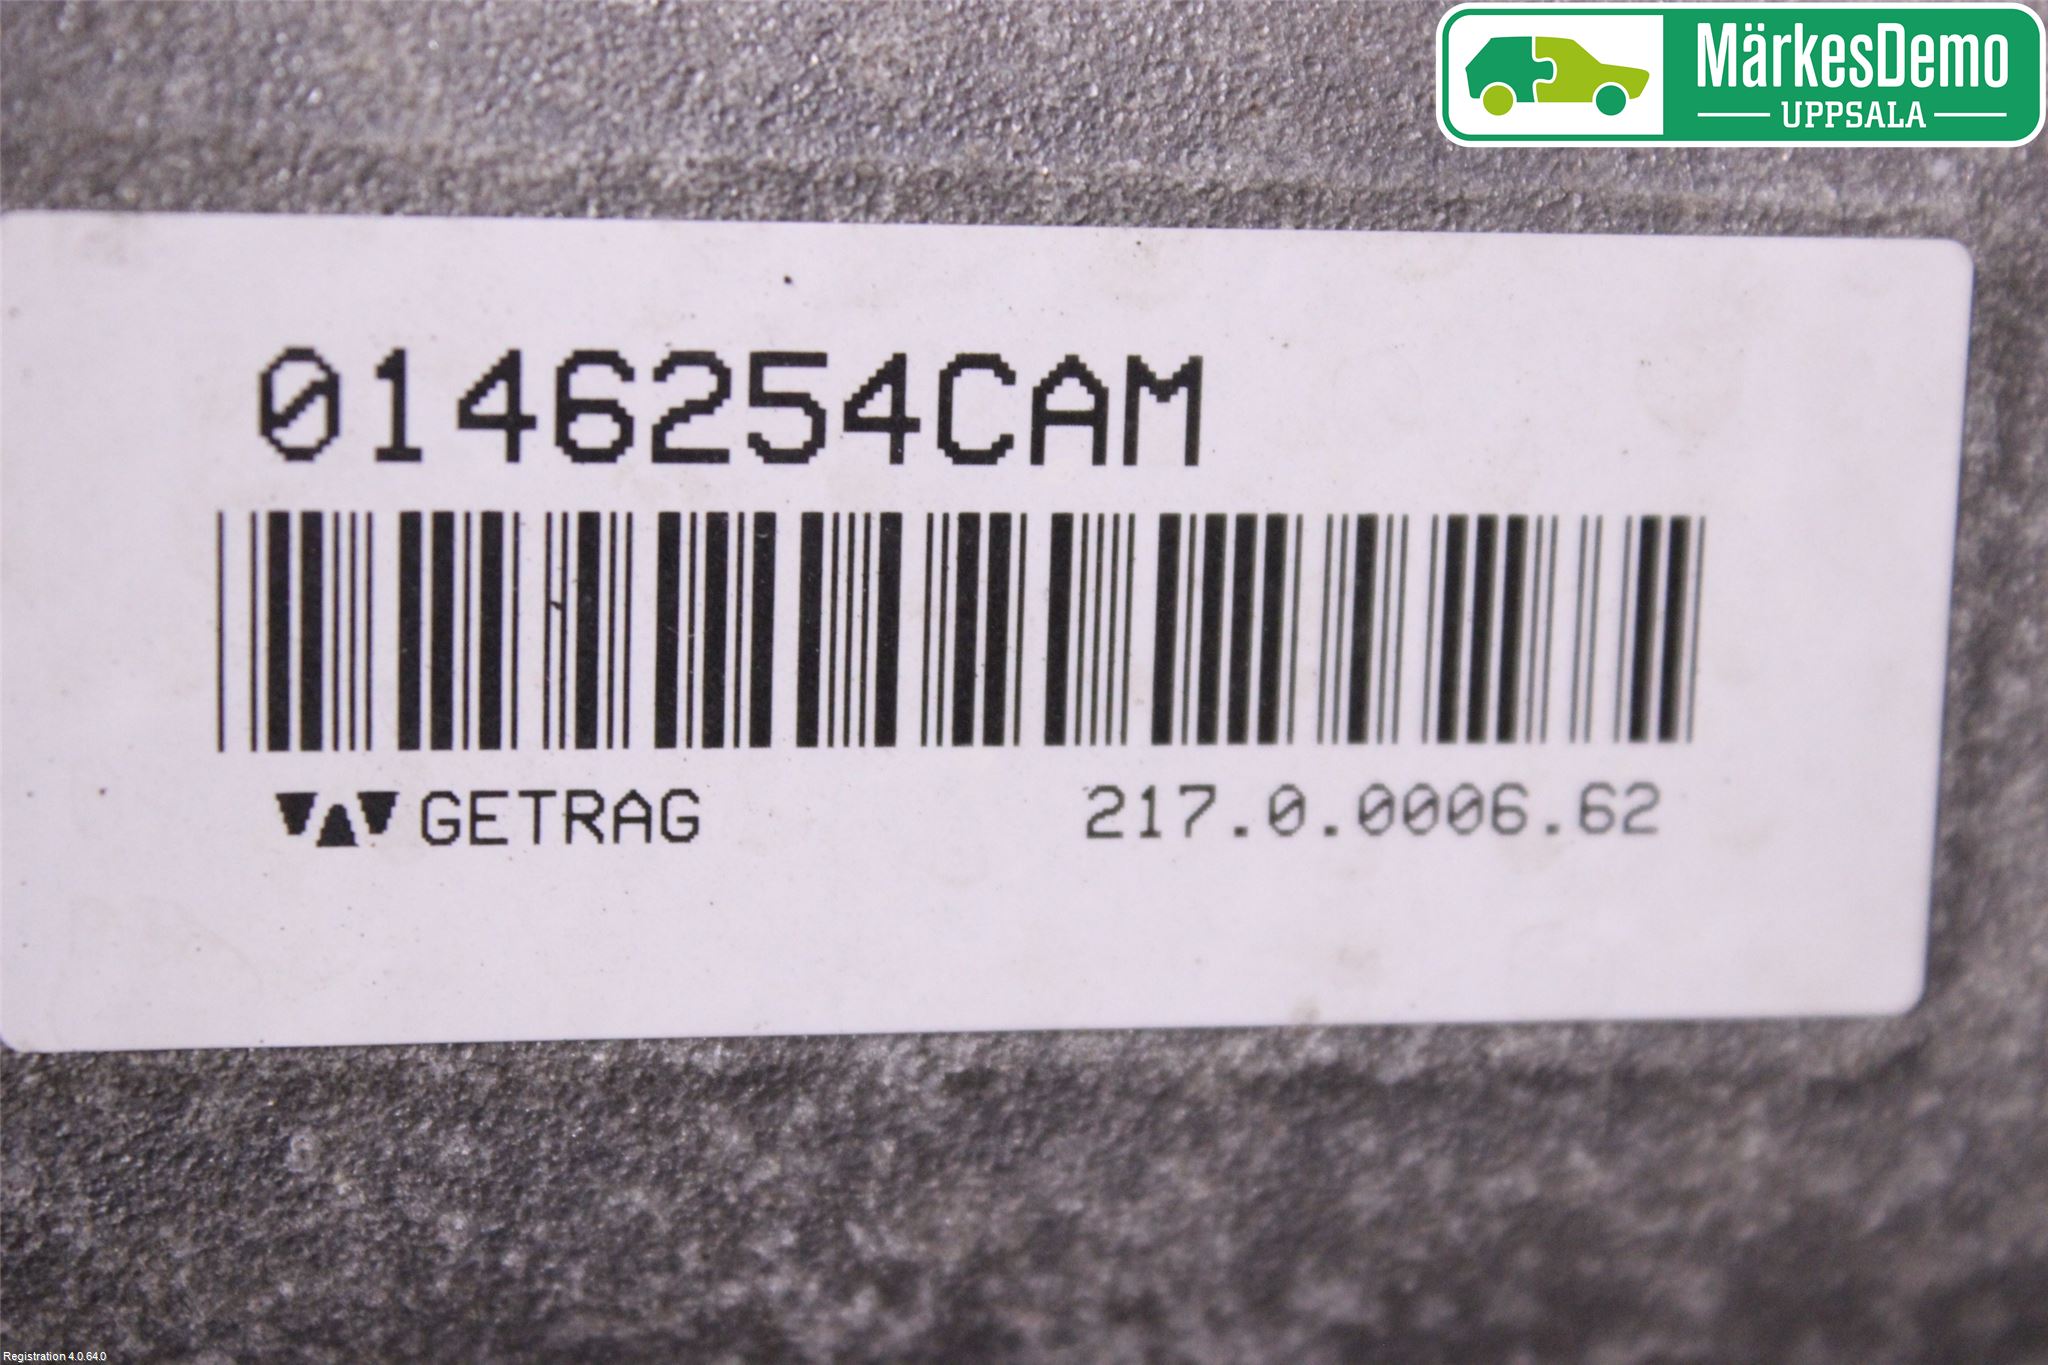 MärkesDemo
UPPSALA
0146254CAM
GETRAG 217.0.0006.62
Registration 4.0.64.0